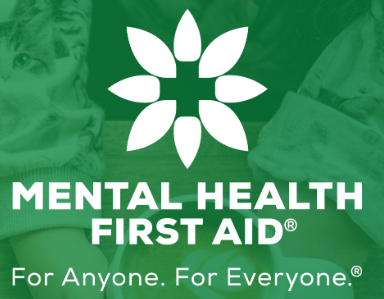 MENTAL HEALTH
FIRST AID®
For Anyone. For Everyone.®